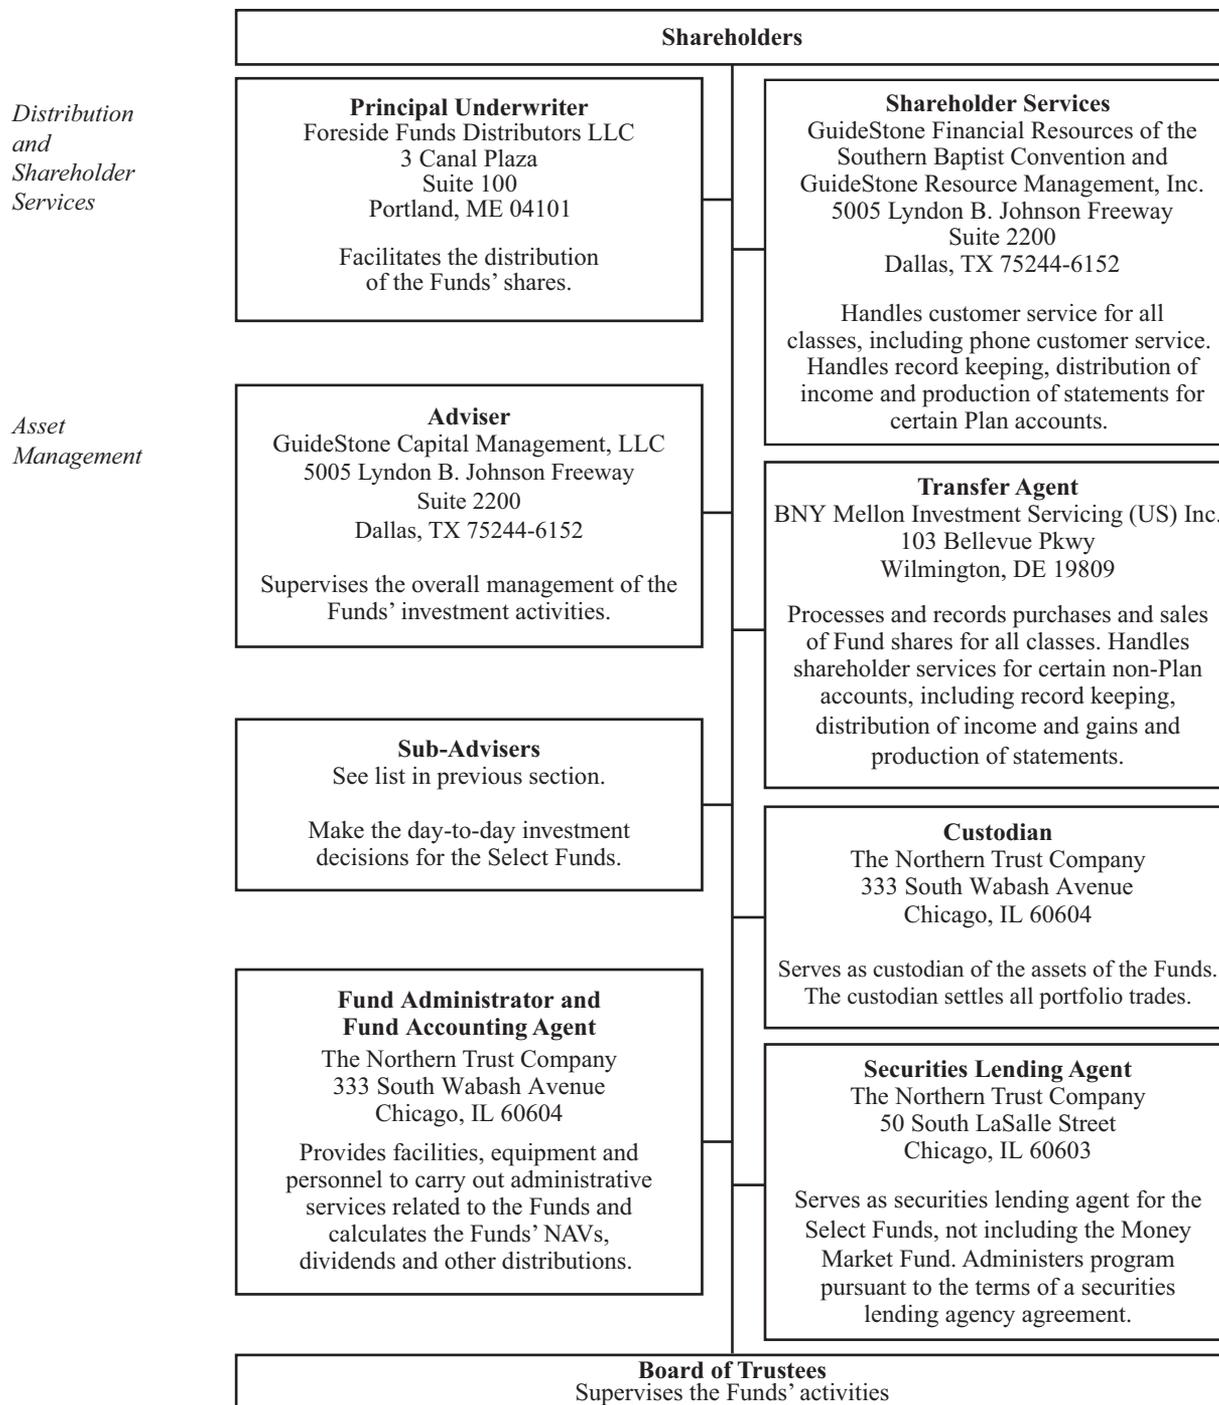 Shareholders
Distribution
and
Shareholder
Services
Principal Underwriter
Foreside Funds Distributors LLC
3 Canal Plaza
Suite 100
Portland, ME 04101
Facilitates the distribution
of the Funds’ shares.
Shareholder Services
GuideStone Financial Resources of the
Southern Baptist Convention and
GuideStone Resource Management, Inc.
5005 Lyndon B. Johnson Freeway
Suite 2200
Dallas, TX 75244-6152
Handles customer service for all
classes, including phone customer service.
Handles record keeping, distribution of
income and production of statements for
certain Plan accounts.
Asset
Management
Adviser
GuideStone Capital Management, LLC
5005 Lyndon B. Johnson Freeway
Suite 2200
Dallas, TX 75244-6152
Supervises the overall management of the
Funds’ investment activities.
Transfer Agent
BNY Mellon Investment Servicing (US) Inc.
103 Bellevue Pkwy
Wilmington, DE 19809
Processes and records purchases and sales
of Fund shares for all classes. Handles
shareholder services for certain non-Plan
accounts, including record keeping,
distribution of income and gains and
production of statements.
Sub-Advisers
See list in previous section.
Make the day-to-day investment
decisions for the Select Funds.
Custodian
The Northern Trust Company
333 South Wabash Avenue
Chicago, IL 60604
Serves as custodian of the assets of the Funds.
The custodian settles all portfolio trades.
Fund Administrator and
Fund Accounting Agent
The Northern Trust Company
333 South Wabash Avenue
Chicago, IL 60604
Provides facilities, equipment and
personnel to carry out administrative
services related to the Funds and
calculates the Funds’ NAVs,
dividends and other distributions.
Securities Lending Agent
The Northern Trust Company
50 South LaSalle Street
Chicago, IL 60603
Serves as securities lending agent for the
Select Funds, not including the Money
Market Fund. Administers program
pursuant to the terms of a securities
lending agency agreement.
Board of Trustees
Supervises the Funds’ activities